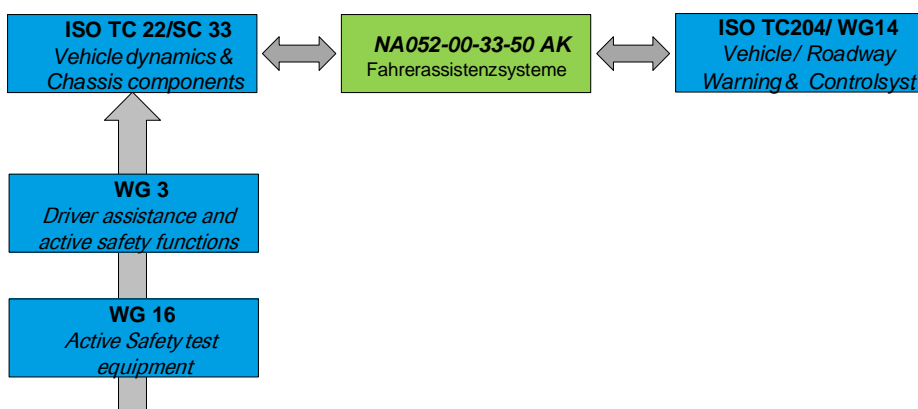 ISO TC 22/SC 33
Vehicle dynamics &
Chassis components
NA052-00-33-50 AK
Fahrerassistenzsysteme
ISO TC204/ WG14
Vehicle / Roadway
Warning & Controlsyst
WG 3
Driver assistance and
active safety functions
WG 16
Active Safety test
equipment